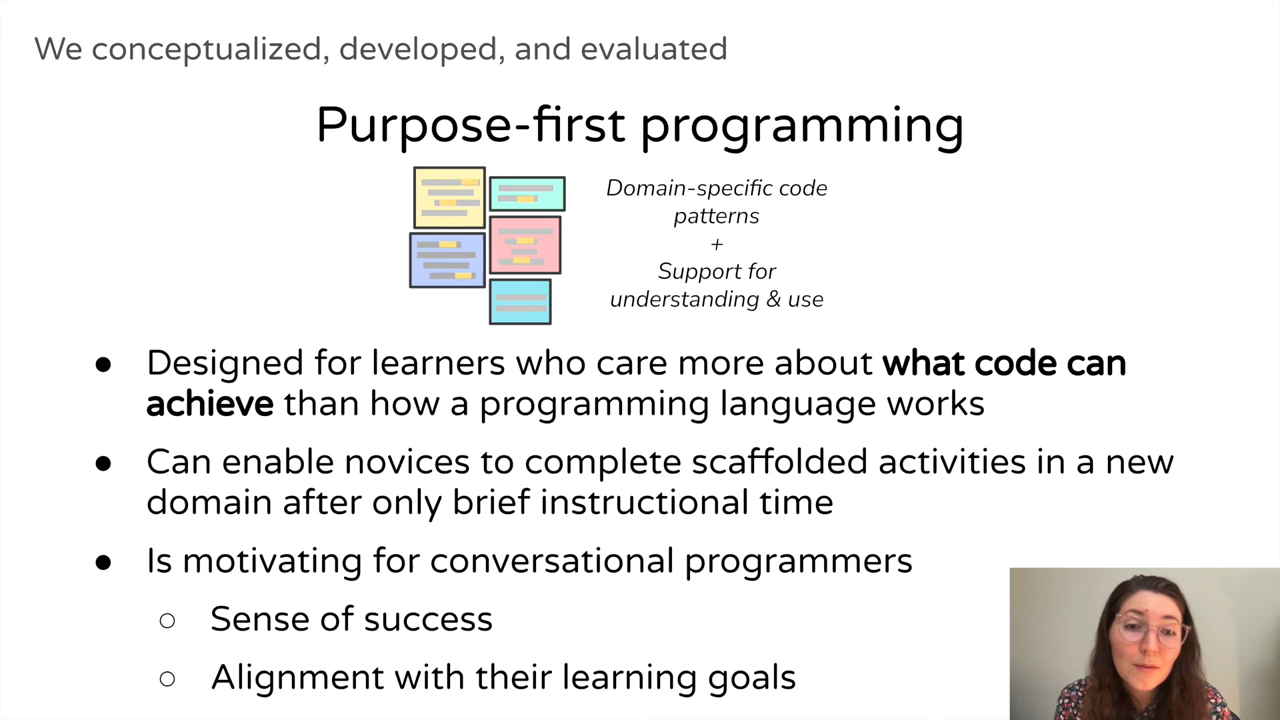 We conceptualized, developed, and evaluated
Purpose-first programming
Domain-specific code
patterns
+
Support for
understanding & use
● Designed for learners who care more about what code can
achieve than how a programming language works
● Can enable novices to complete scaffolded activities in a new
domain after only brief instructional time
● Is motivating for conversational programmers
○ Sense of success
○ Alignment with their learning goals